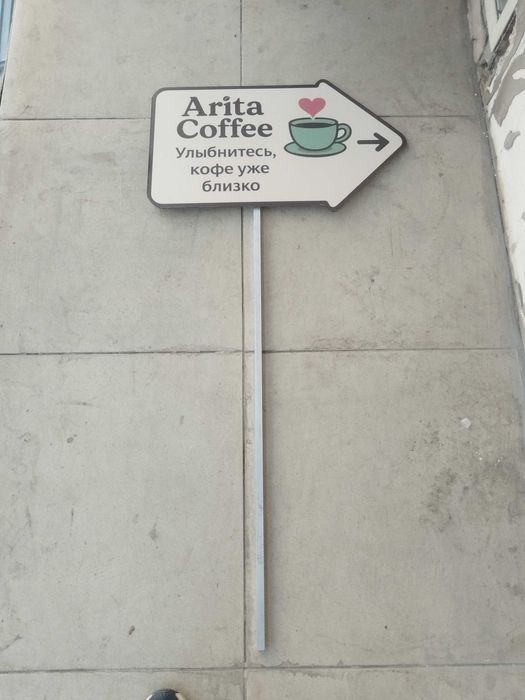 Arita
Coffee
Улыбнитесь,
кофе уже
близко